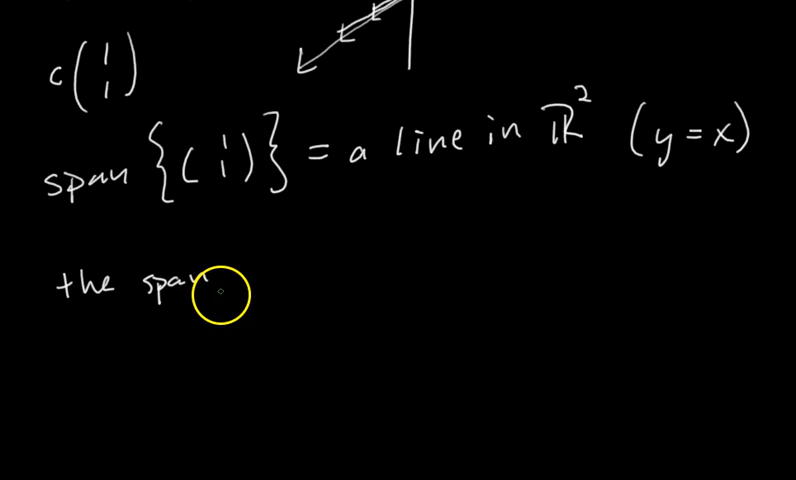 c(1 1)
span {(1 1)} = a line in ℝ² (y=x)
the span